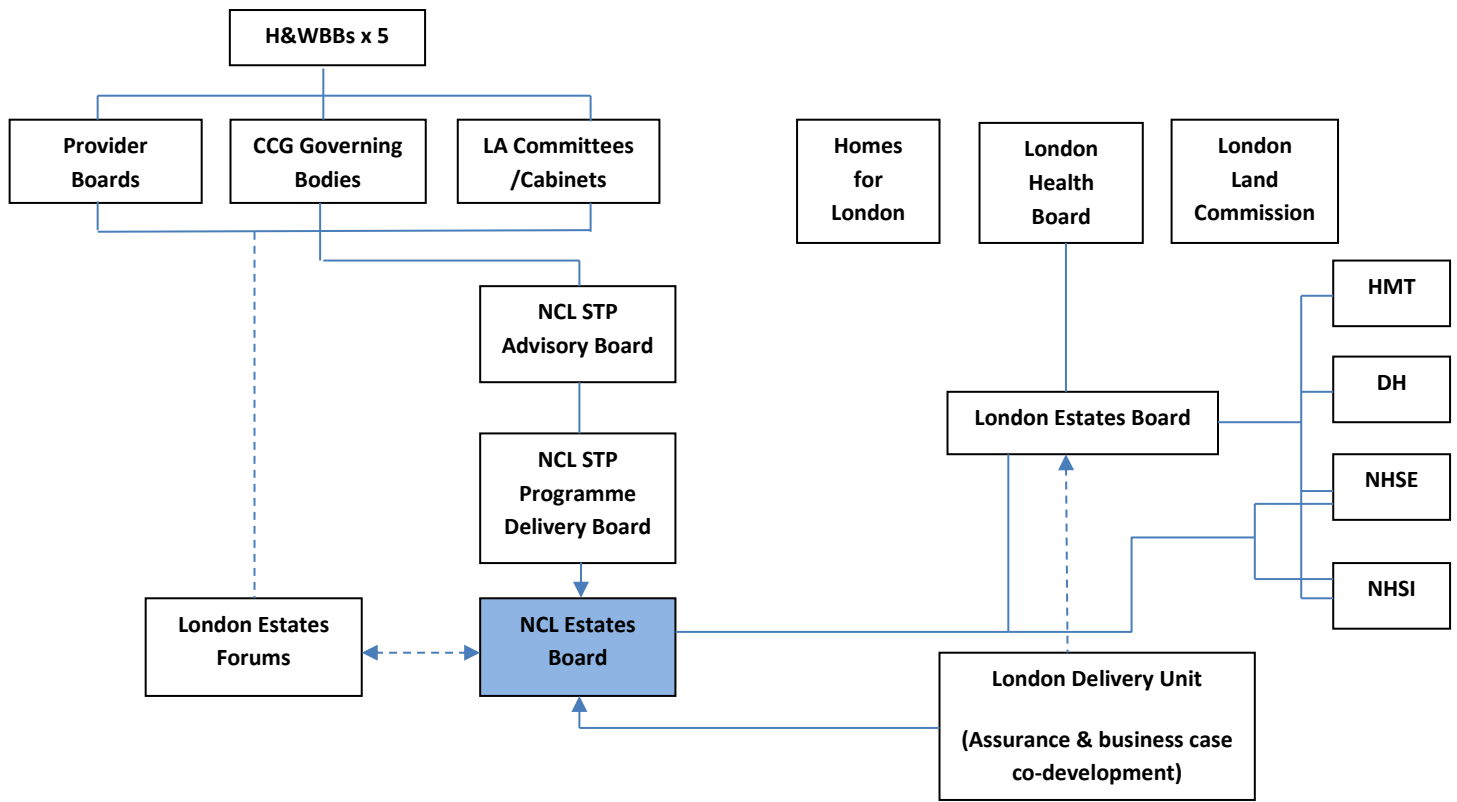 H&WBBs x 5
Provider
Boards
CCG Governing
Bodies
LA Committees
/Cabinets
Homes
for
London
London
Health
Board
London
Land
Commission
HMT
NCL STP
Advisory Board
DH
London Estates Board
NCL STP
Programme
Delivery Board
NHSE
NHSI
London Estates
Forums
NCL Estates
Board
London Delivery Unit
(Assurance & business case
co-development)